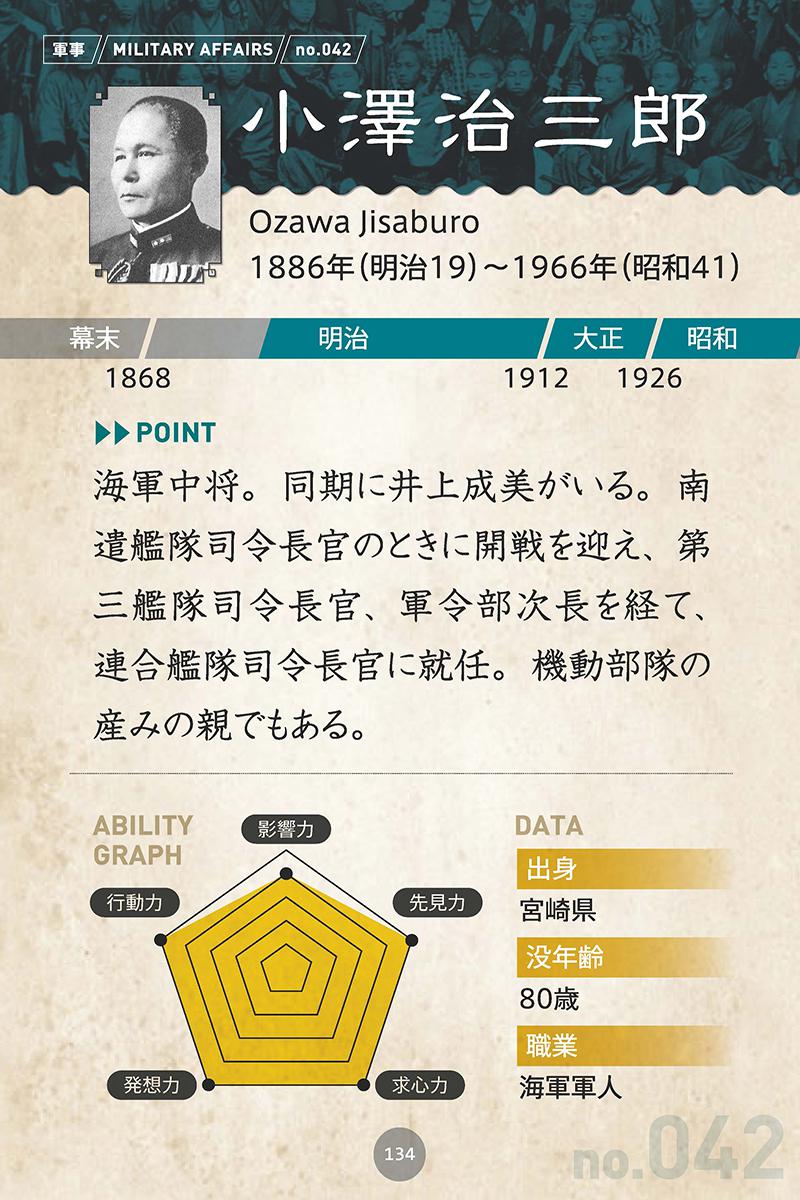 軍事 MILITARY AFFAIRS no.042
小澤治三郎
Ozawa Jisaburo
1886年(明治19)～1966年(昭和41)
幕末 明治 大正 昭和
1868 1912 1926
POINT
海軍中将。同期に井上成美がいる。南
遣艦隊司令長官のときに開戦を迎え、第
三艦隊司令長官、軍令部次長を経て、
連合艦隊司令長官に就任。機動部隊の
産みの親でもある。
ABILITY
GRAPH
影響力
行動力
先見力
発想力
求心力
DATA
出身
宮崎県
没年齢
80歳
職業
海軍軍人
134
no.042